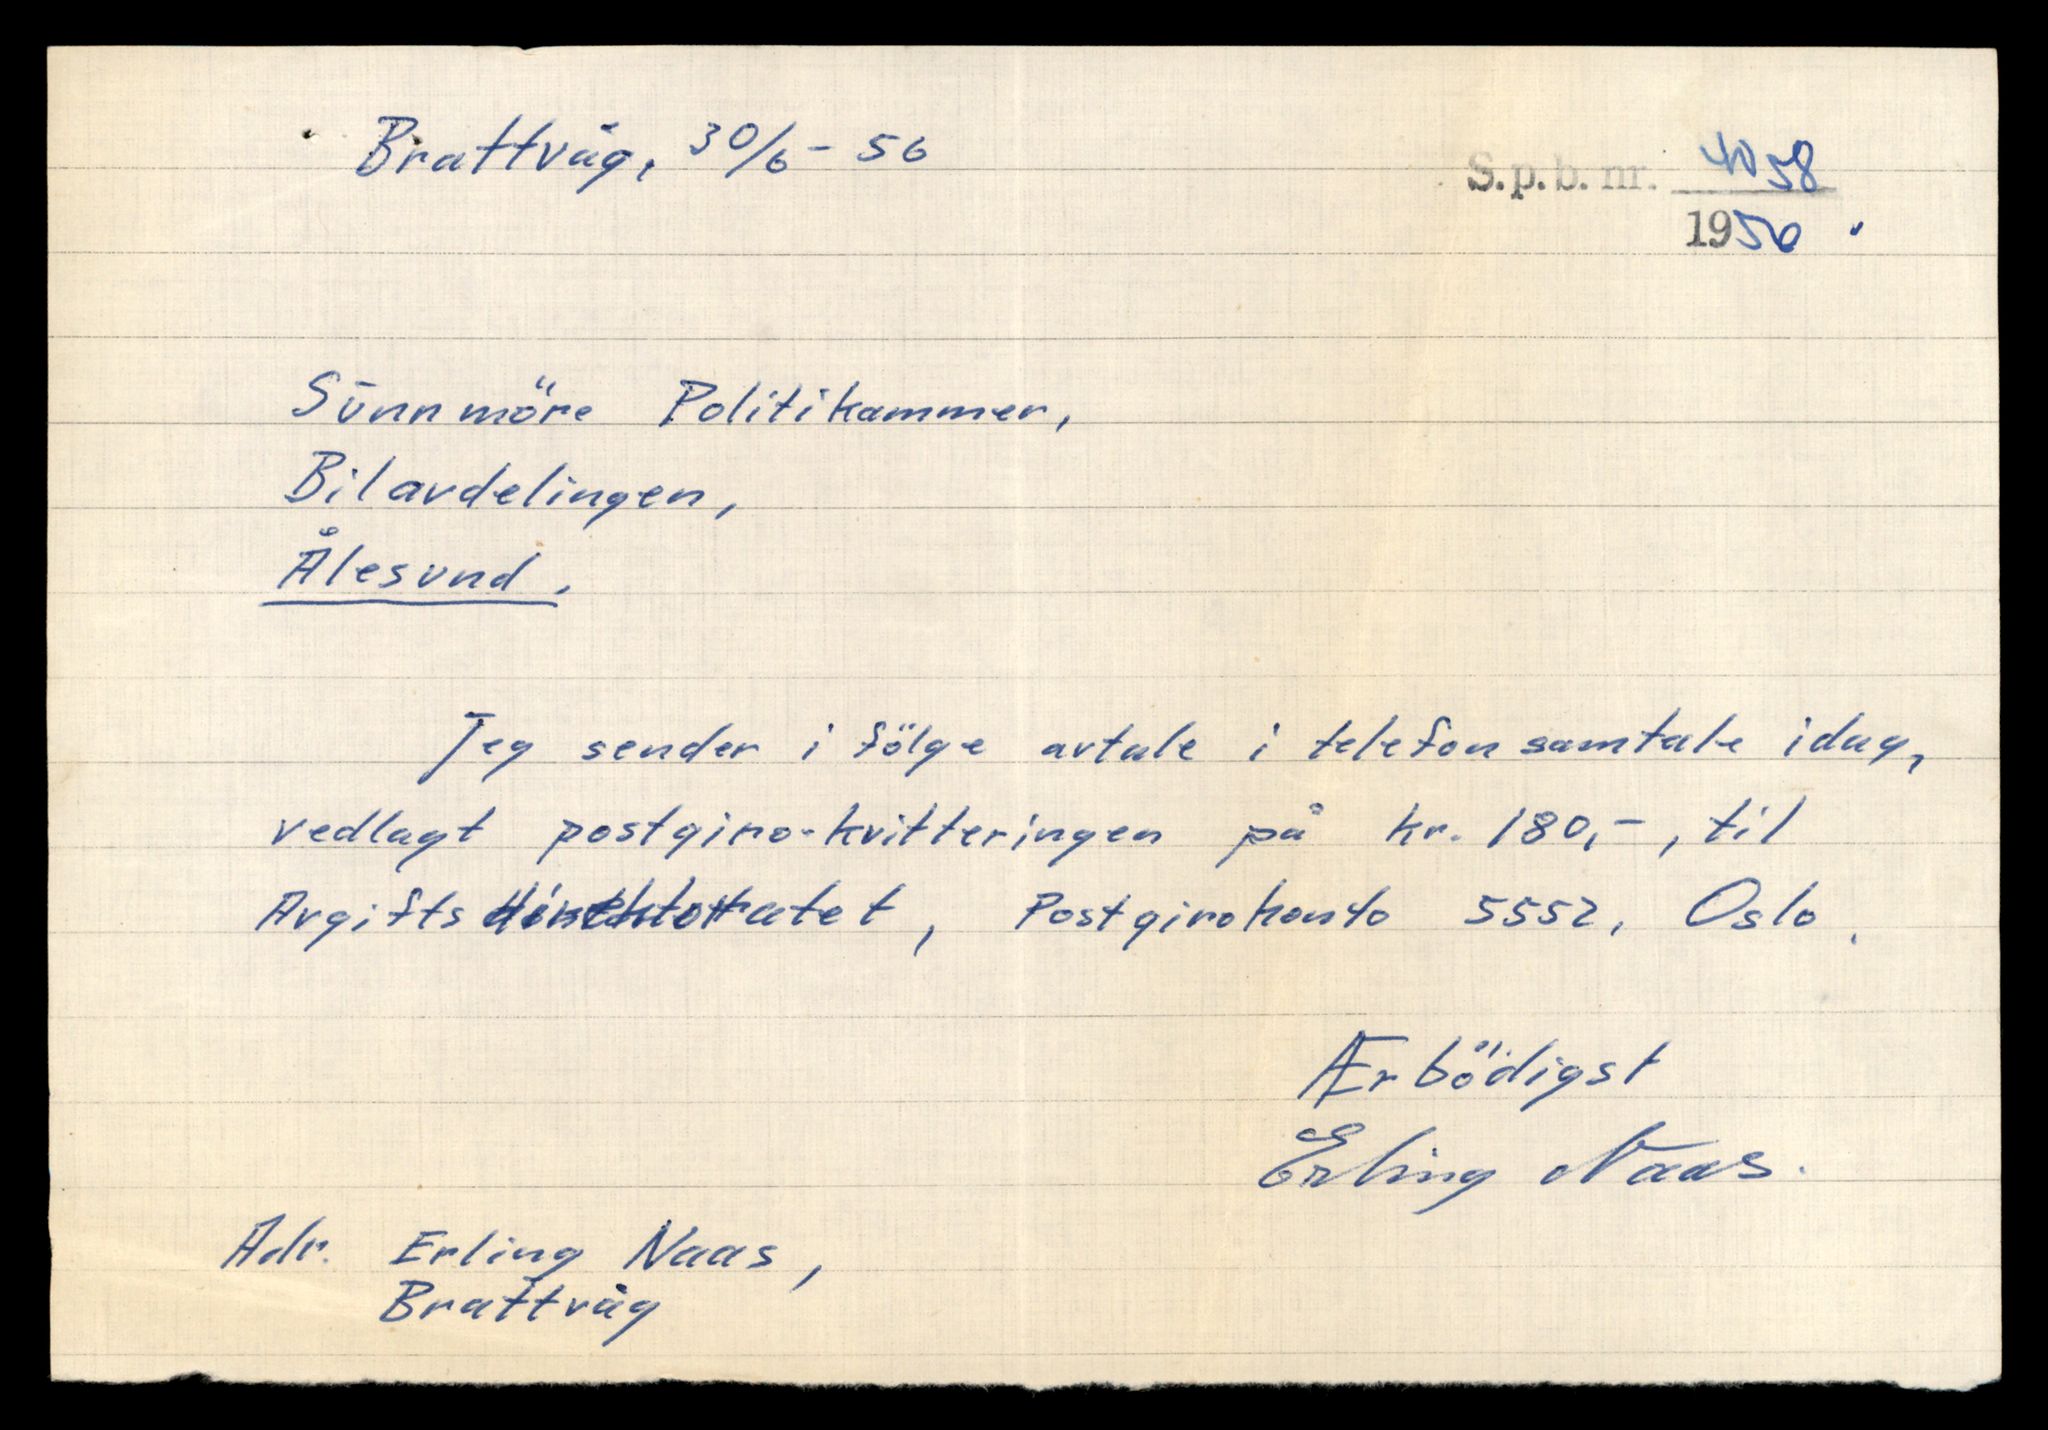 Brattvåg, 30/6 - 56
S.p.b. nr. 4058
1956.
Sünnmöre Politikammer,
Bilavdelingen,
Ålesund.
Jeg sender i fölge avtale i telefonsamtale idag,
vedlagt postgiro-kvitteringen på kr. 180,-, til
Avgiftsdirektoratet, Postgirokonto 5552, Oslo.
Ærbödigst
Erling Naas.
Adr. Erling Naas,
Brattvåg